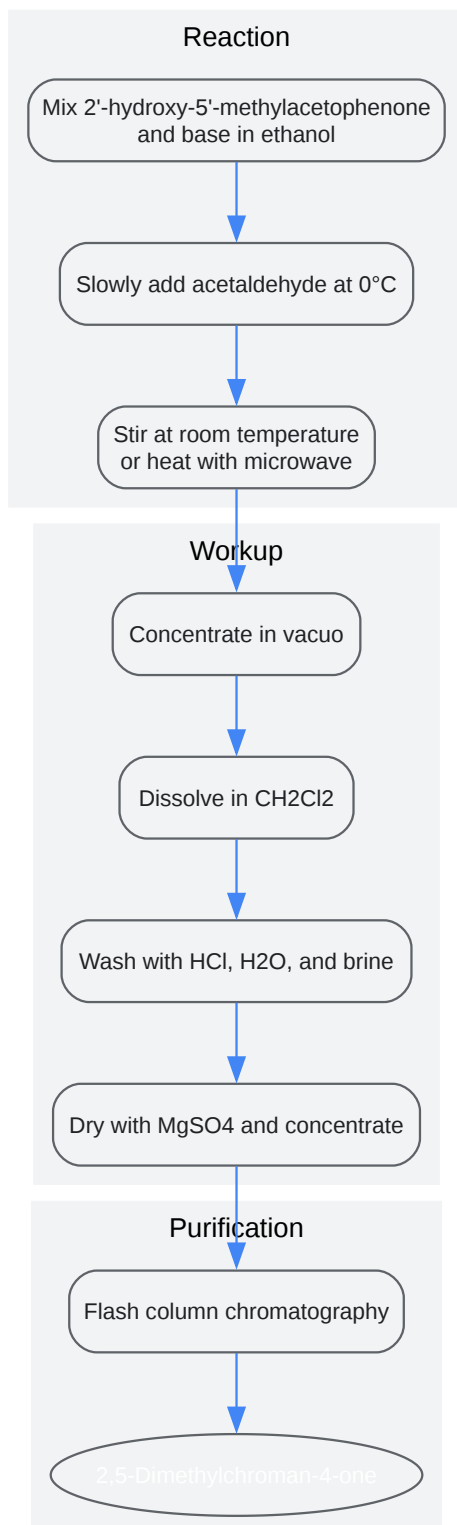 Reaction
Mix 2'-hydroxy-5'-methylacetophenone
and base in ethanol
Slowly add acetaldehyde at 0°C
Stir at room temperature
or heat with microwave
Workup
Concentrate in vacuo
Dissolve in CH2Cl2
Wash with HCl, H2O, and brine
Dry with MgSO4 and concentrate
Purification
Flash column chromatography
2,5-Dimethylchroman-4-one